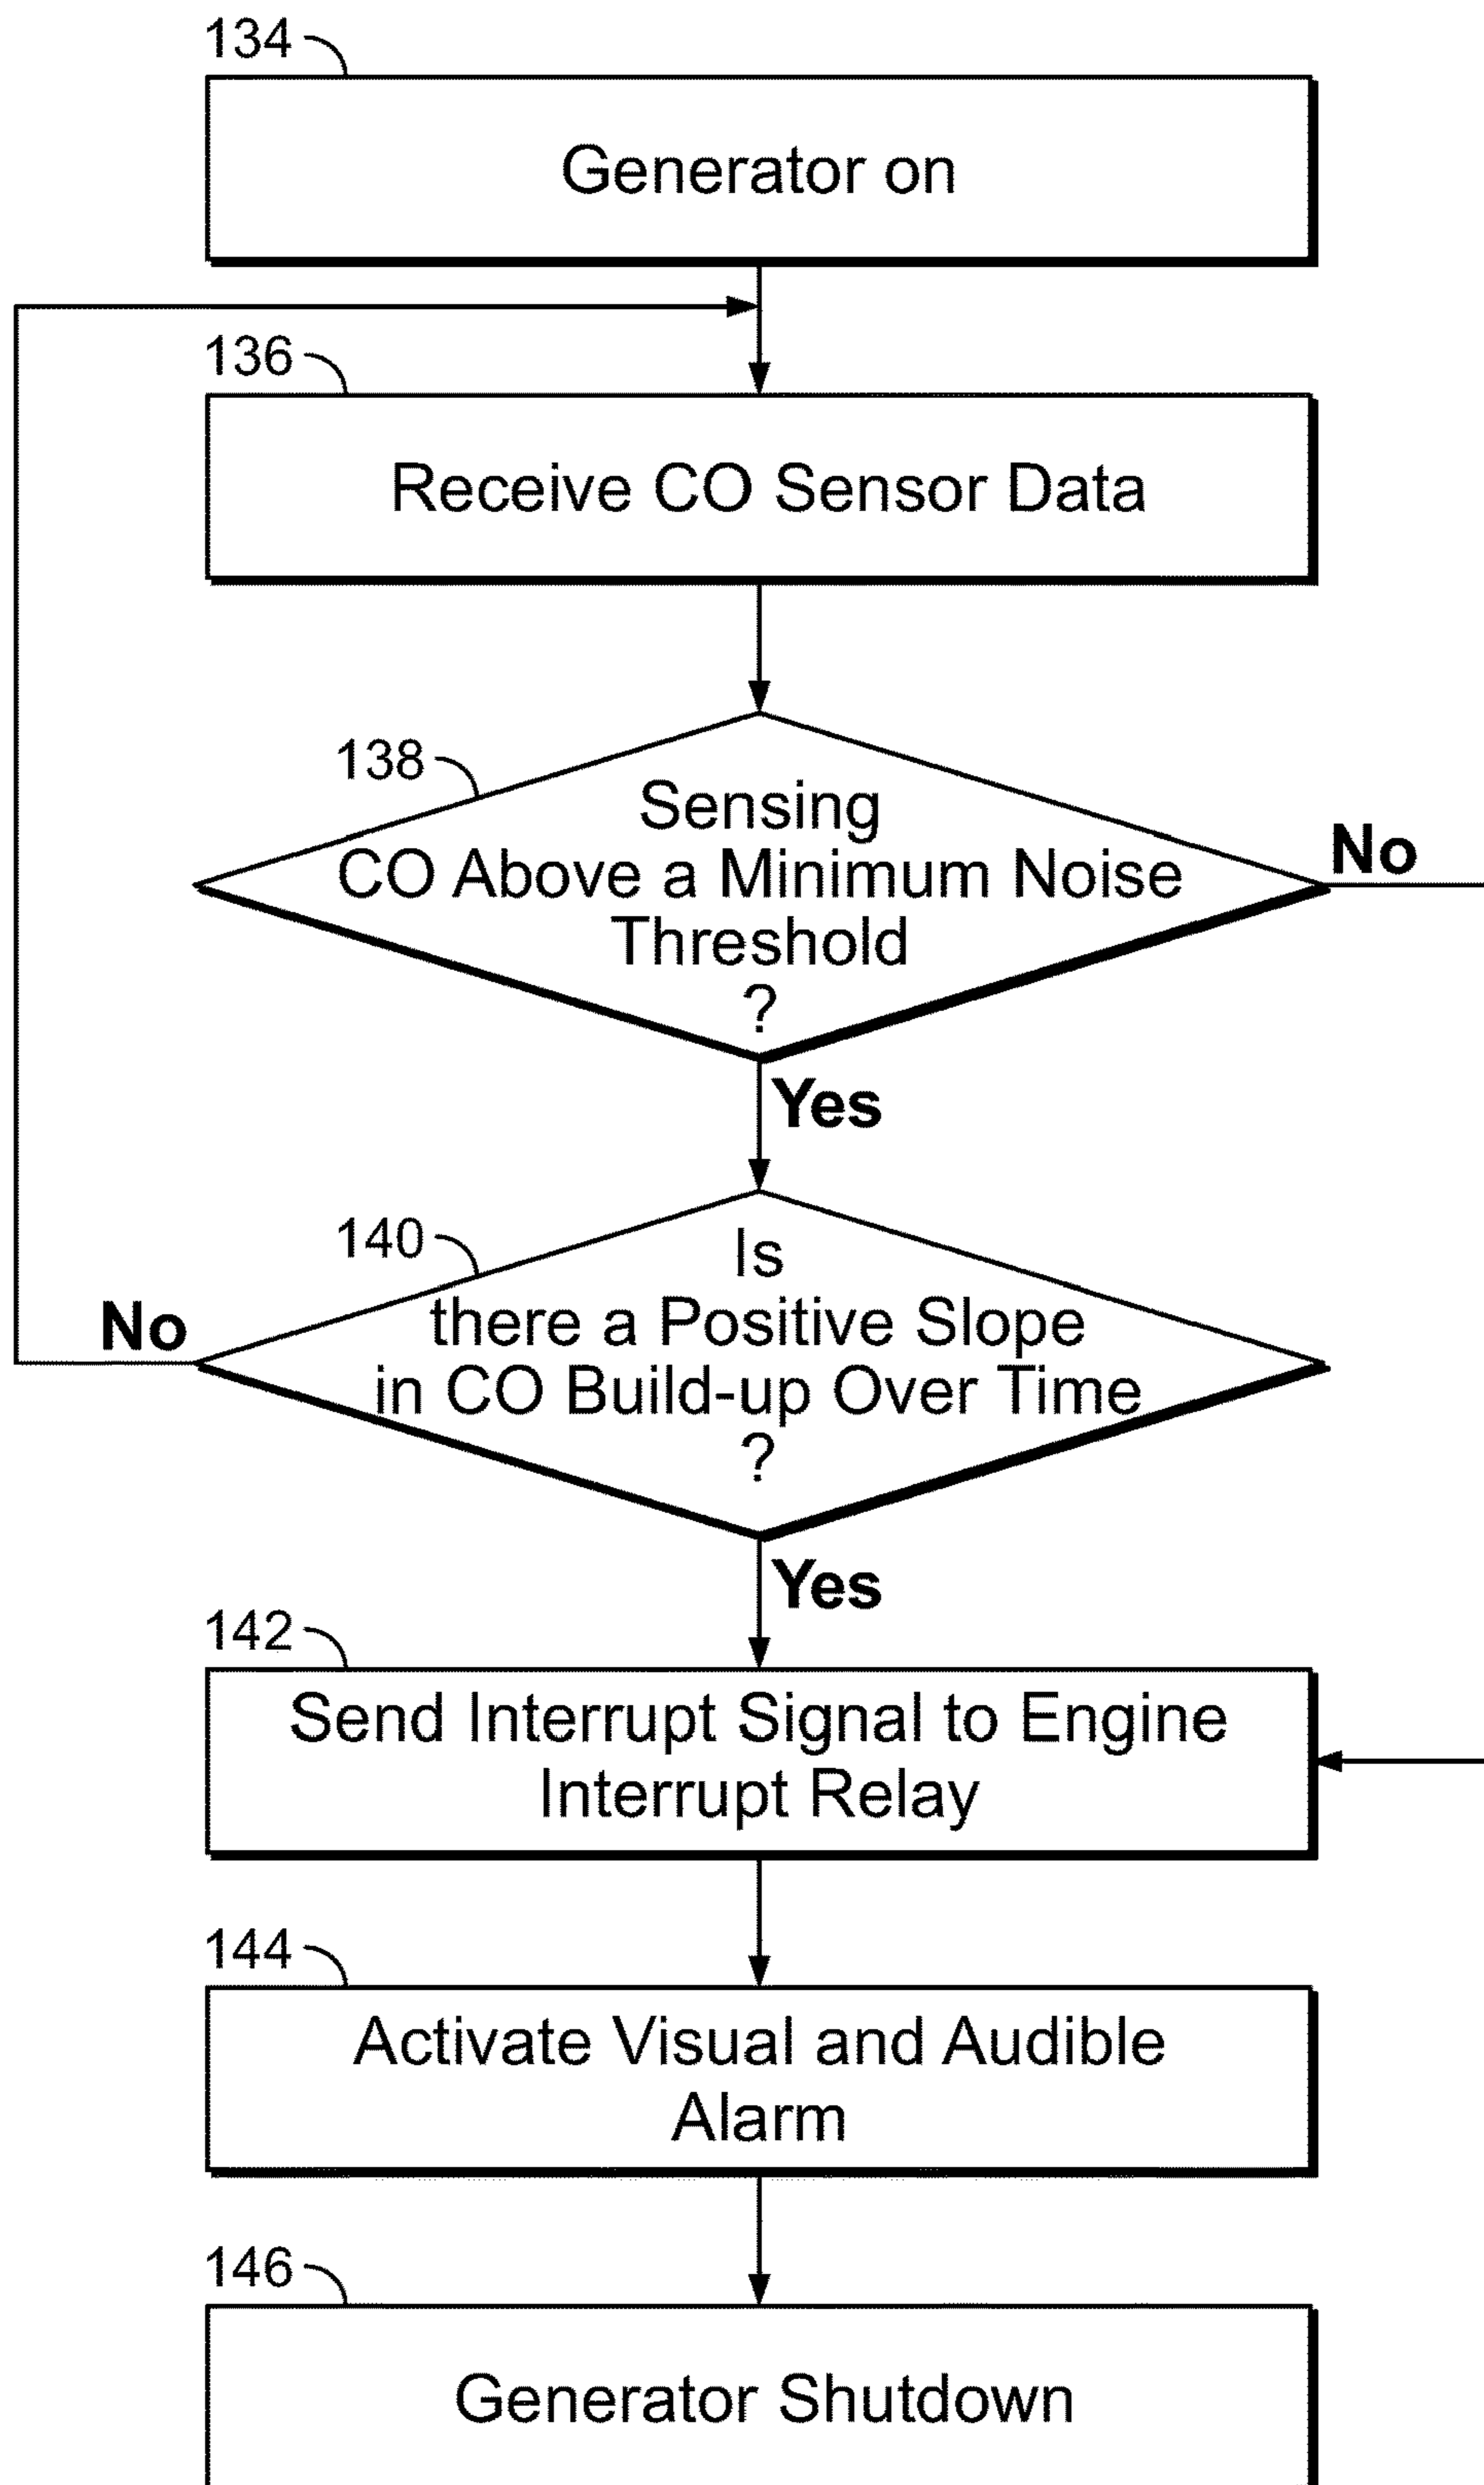 134
Generator on
136
Receive CO Sensor Data
138
Sensing
CO Above a Minimum Noise
Threshold
?
No
Yes
140
Is
there a Positive Slope
in CO Build-up Over Time
?
No
Yes
142
Send Interrupt Signal to Engine
Interrupt Relay
144
Activate Visual and Audible
Alarm
146
Generator Shutdown